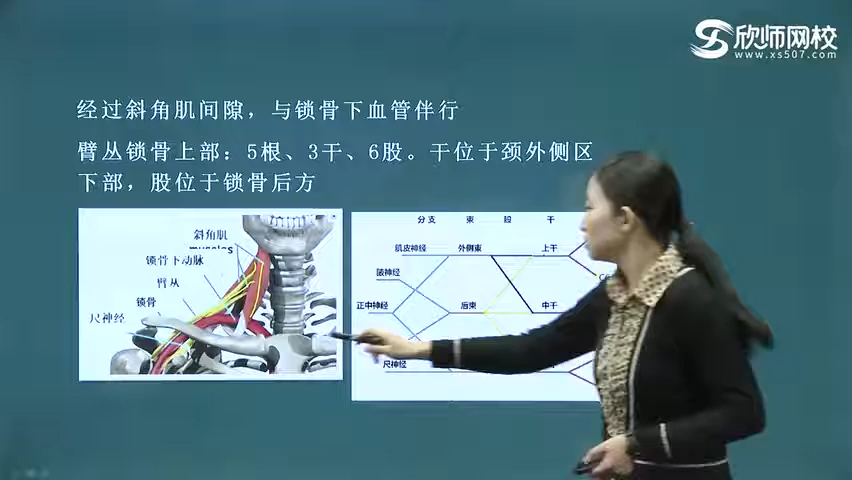 欣师网校
www.xs507.com
经过斜角肌间隙，与锁骨下血管伴行
臂丛锁骨上部：5根、3干、6股。干位于颈外侧区
下部，股位于锁骨后方
斜角肌
muscles
锁骨下动脉
臂丛
锁骨
尺神经
分支 束 股 干
肌皮神经 外侧束 上干
腋神经
正中神经 后束 中干
尺神经